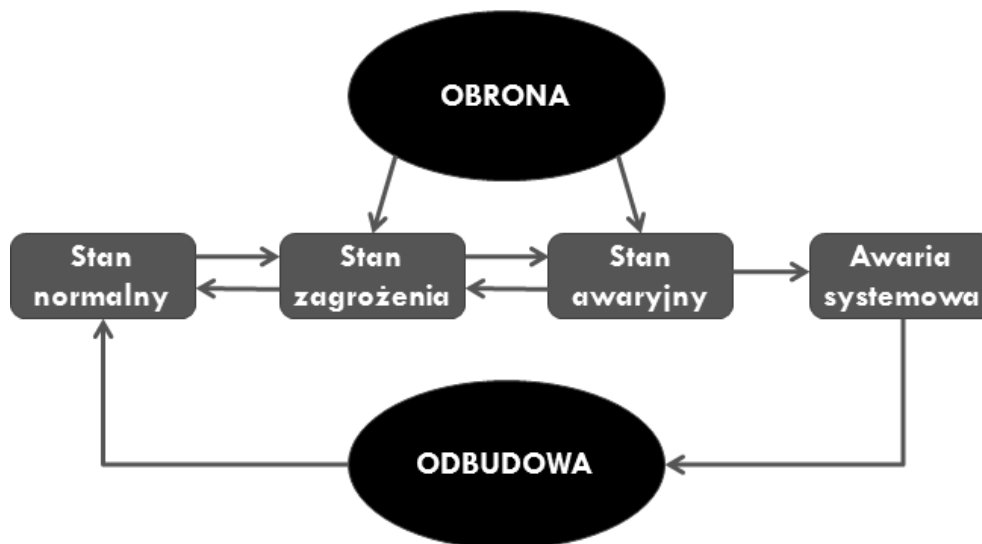 OBRONA
Stan
normalny
Stan
zagrożenia
Stan
awaryjny
Awaria
systemowa
ODBUDOWA